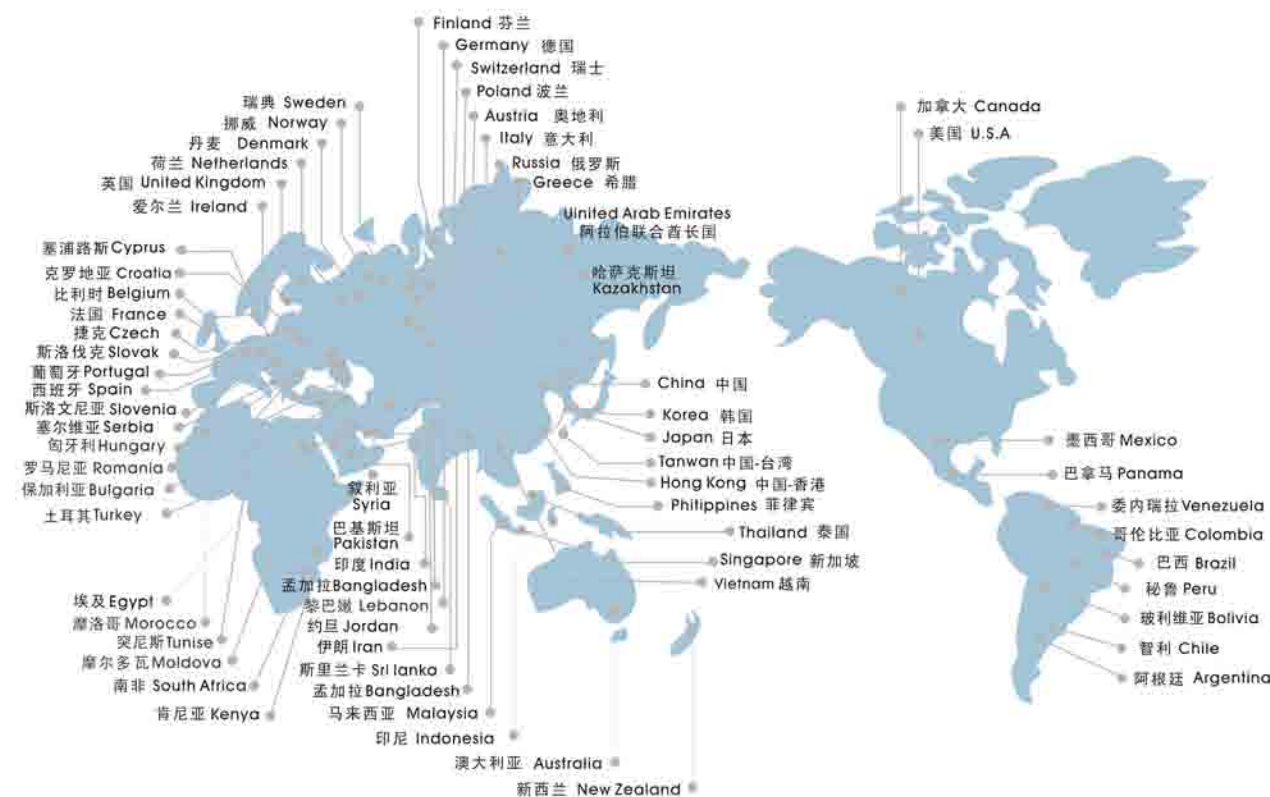 Finland 芬兰
Germany 德国
Switzerland 瑞士
Poland 波兰
Austria 奥地利
Italy 意大利
Russia 俄罗斯
Greece 希腊
Uinited Arab Emirates
阿拉伯联合酋长国
哈萨克斯坦
Kazakhstan
瑞典 Sweden
挪威 Norway
丹麦 Denmark
荷兰 Netherlands
英国 United Kingdom
爱尔兰 Ireland
塞浦路斯 Cyprus
克罗地亚 Croatia
比利时 Belgium
法国 France
捷克 Czech
斯洛伐克 Slovak
葡萄牙 Portugal
西班牙 Spain
斯洛文尼亚 Slovenia
塞尔维亚 Serbia
匈牙利 Hungary
罗马尼亚 Romania
保加利亚 Bulgaria
土耳其 Turkey
埃及 Egypt
摩洛哥 Morocco
突尼斯 Tunise
摩尔多瓦 Moldova
南非 South Africa
肯尼亚 Kenya
叙利亚
Syria
巴基斯坦
Pakistan
印度 India
孟加拉 Bangladesh
黎巴嫩 Lebanon
约旦 Jordan
伊朗 Iran
斯里兰卡 Sri lanka
孟加拉 Bangladesh
马来西亚 Malaysia
印尼 Indonesia
澳大利亚 Australia
新西兰 New Zealand
China 中国
Korea 韩国
Japan 日本
Tanwan 中国-台湾
Hong Kong 中国-香港
Philippines 菲律宾
Thailand 泰国
Singapore 新加坡
Vietnam 越南
加拿大 Canada
美国 U.S.A
墨西哥 Mexico
巴拿马 Panama
委内瑞拉 Venezuela
哥伦比亚 Colombia
巴西 Brazil
秘鲁 Peru
玻利维亚 Bolivia
智利 Chile
阿根廷 Argentina